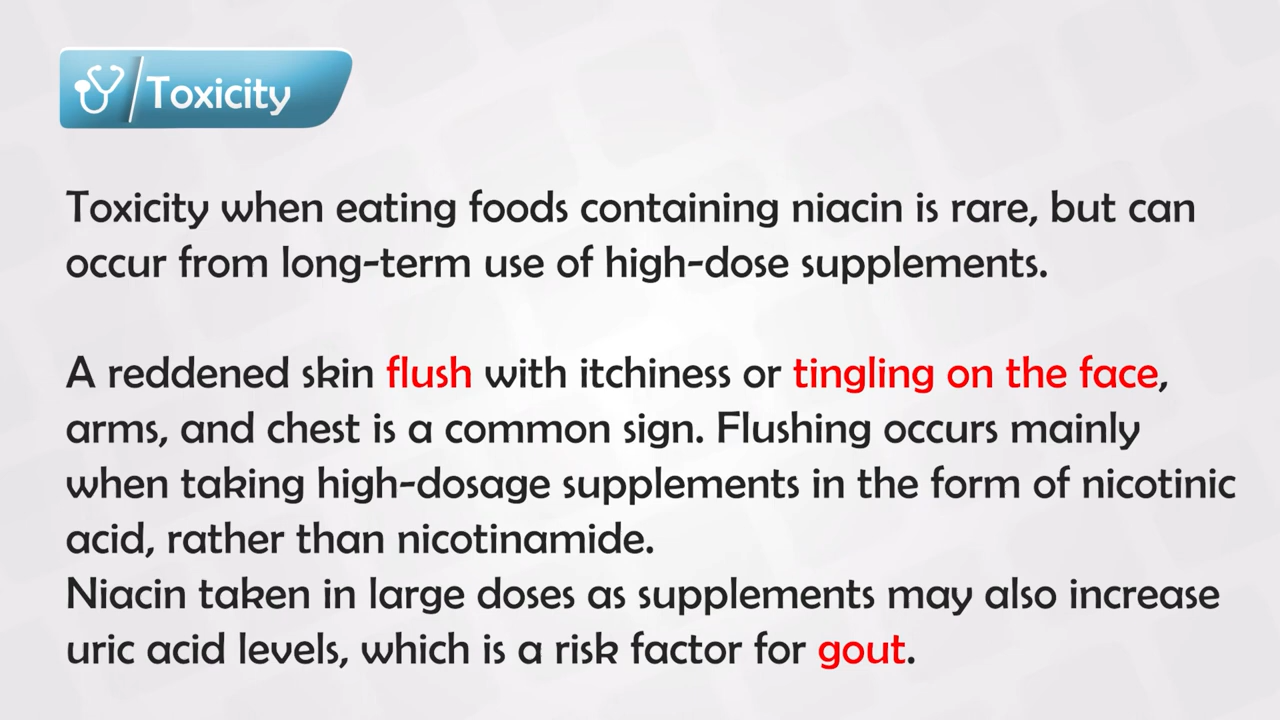 Toxicity
Toxicity when eating foods containing niacin is rare, but can
occur from long-term use of high-dose supplements.
A reddened skin flush with itchiness or tingling on the face,
arms, and chest is a common sign. Flushing occurs mainly
when taking high-dosage supplements in the form of nicotinic
acid, rather than nicotinamide.
Niacin taken in large doses as supplements may also increase
uric acid levels, which is a risk factor for gout.